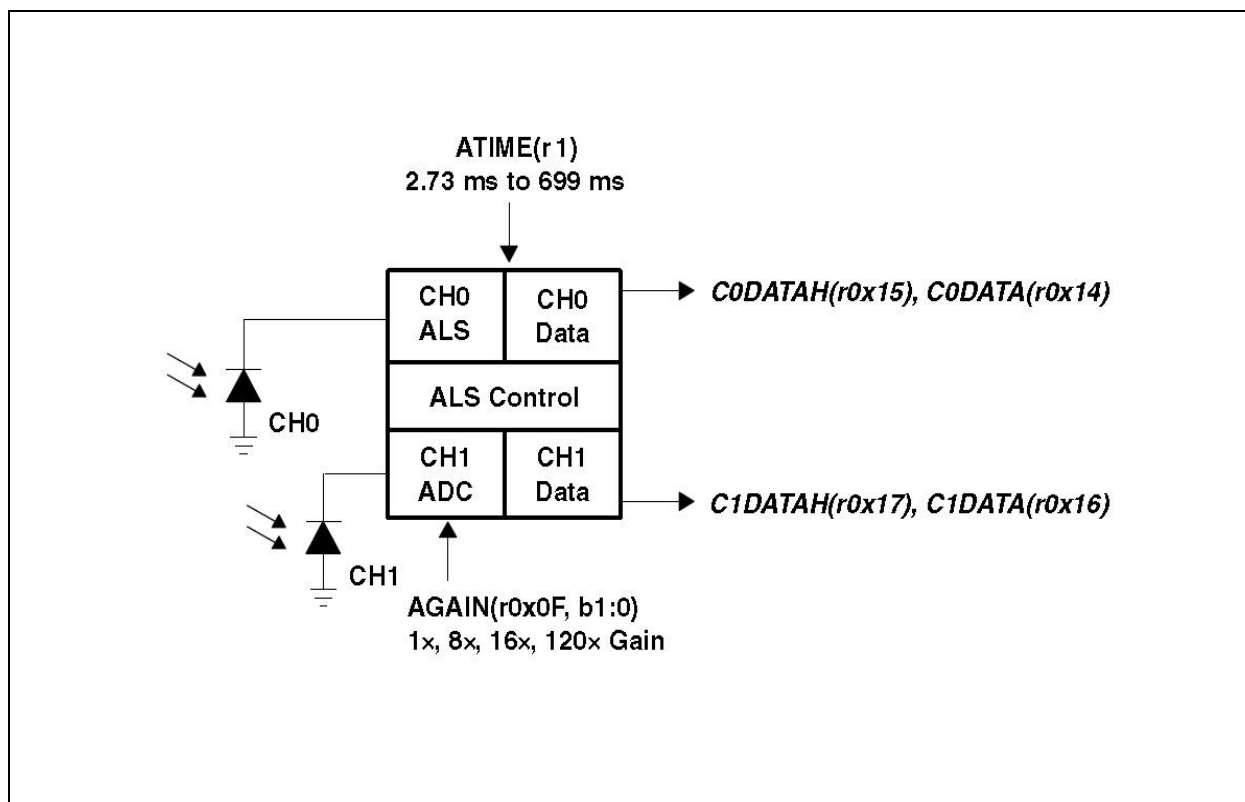 ATIME(r 1)
2.73 ms to 699 ms
CH0
ALS
CH0
Data
C0DATAH(r0x15), C0DATA(r0x14)
ALS Control
CH0
CH1
ADC
CH1
Data
C1DATAH(r0x17), C1DATA(r0x16)
CH1
AGAIN(r0x0F, b1:0)
1×, 8×, 16×, 120× Gain